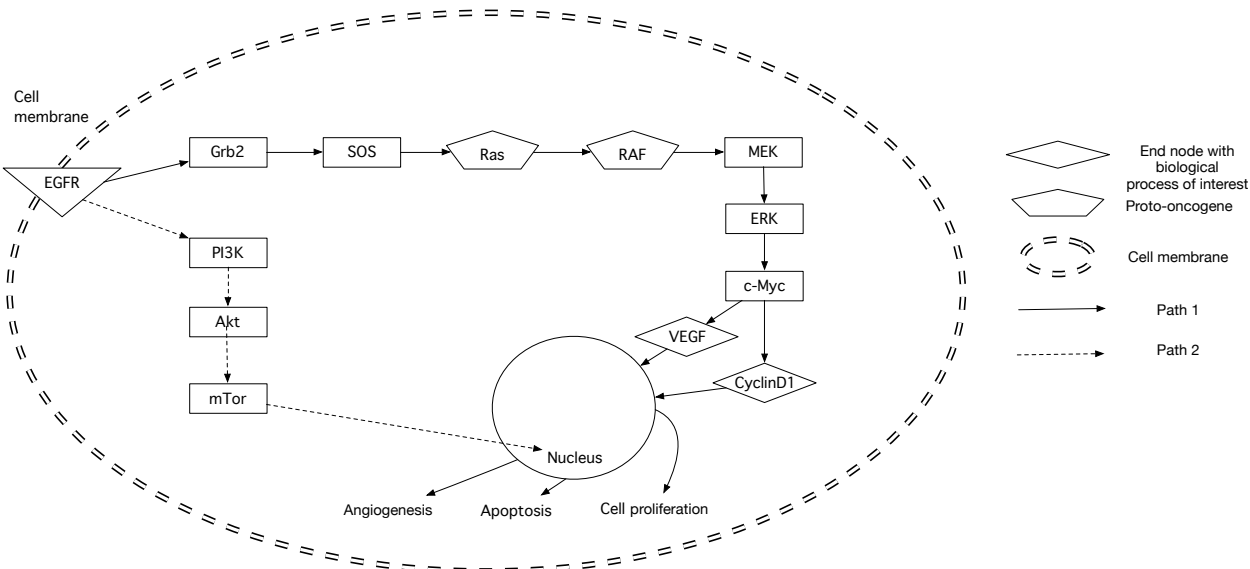 Cell
membrane
EGFR
Grb2
SOS
Ras
RAF
MEK
ERK
c-Myc
VEGF
CyclinD1
PI3K
Akt
mTor
Nucleus
Angiogenesis
Apoptosis
Cell proliferation
End node with
biological
process of interest
Proto-oncogene
Cell membrane
Path 1
Path 2